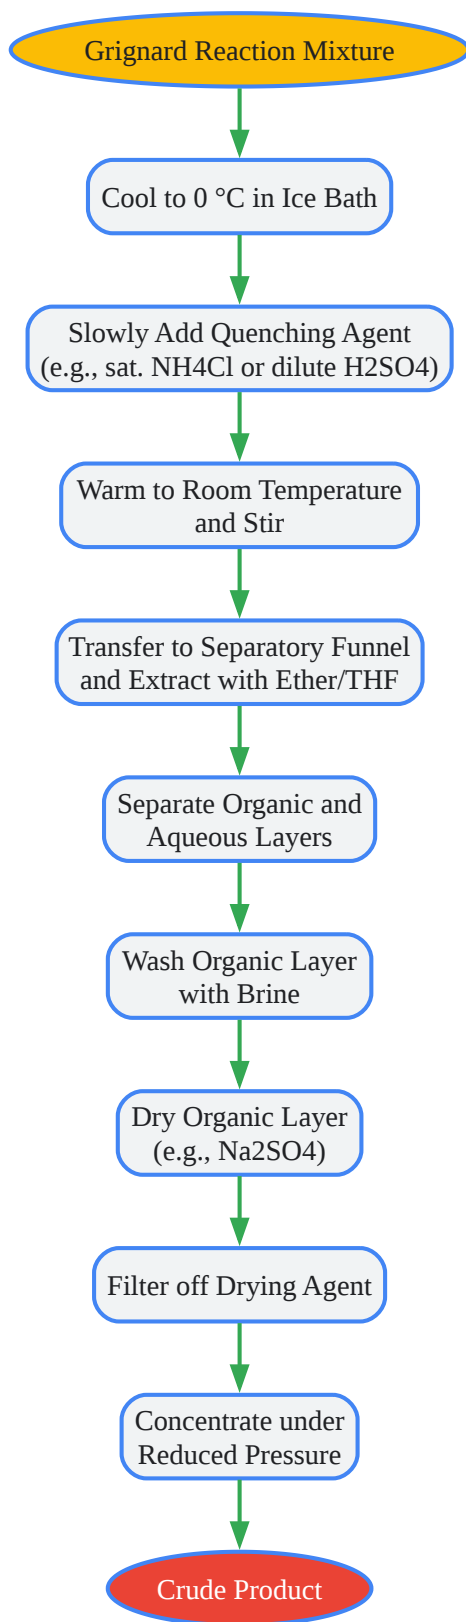 Grignard Reaction Mixture
Cool to 0 °C in Ice Bath
Slowly Add Quenching Agent
(e.g., sat. NH4Cl or dilute H2SO4)
Warm to Room Temperature
and Stir
Transfer to Separatory Funnel
and Extract with Ether/THF
Separate Organic and
Aqueous Layers
Wash Organic Layer
with Brine
Dry Organic Layer
(e.g., Na2SO4)
Filter off Drying Agent
Concentrate under
Reduced Pressure
Crude Product